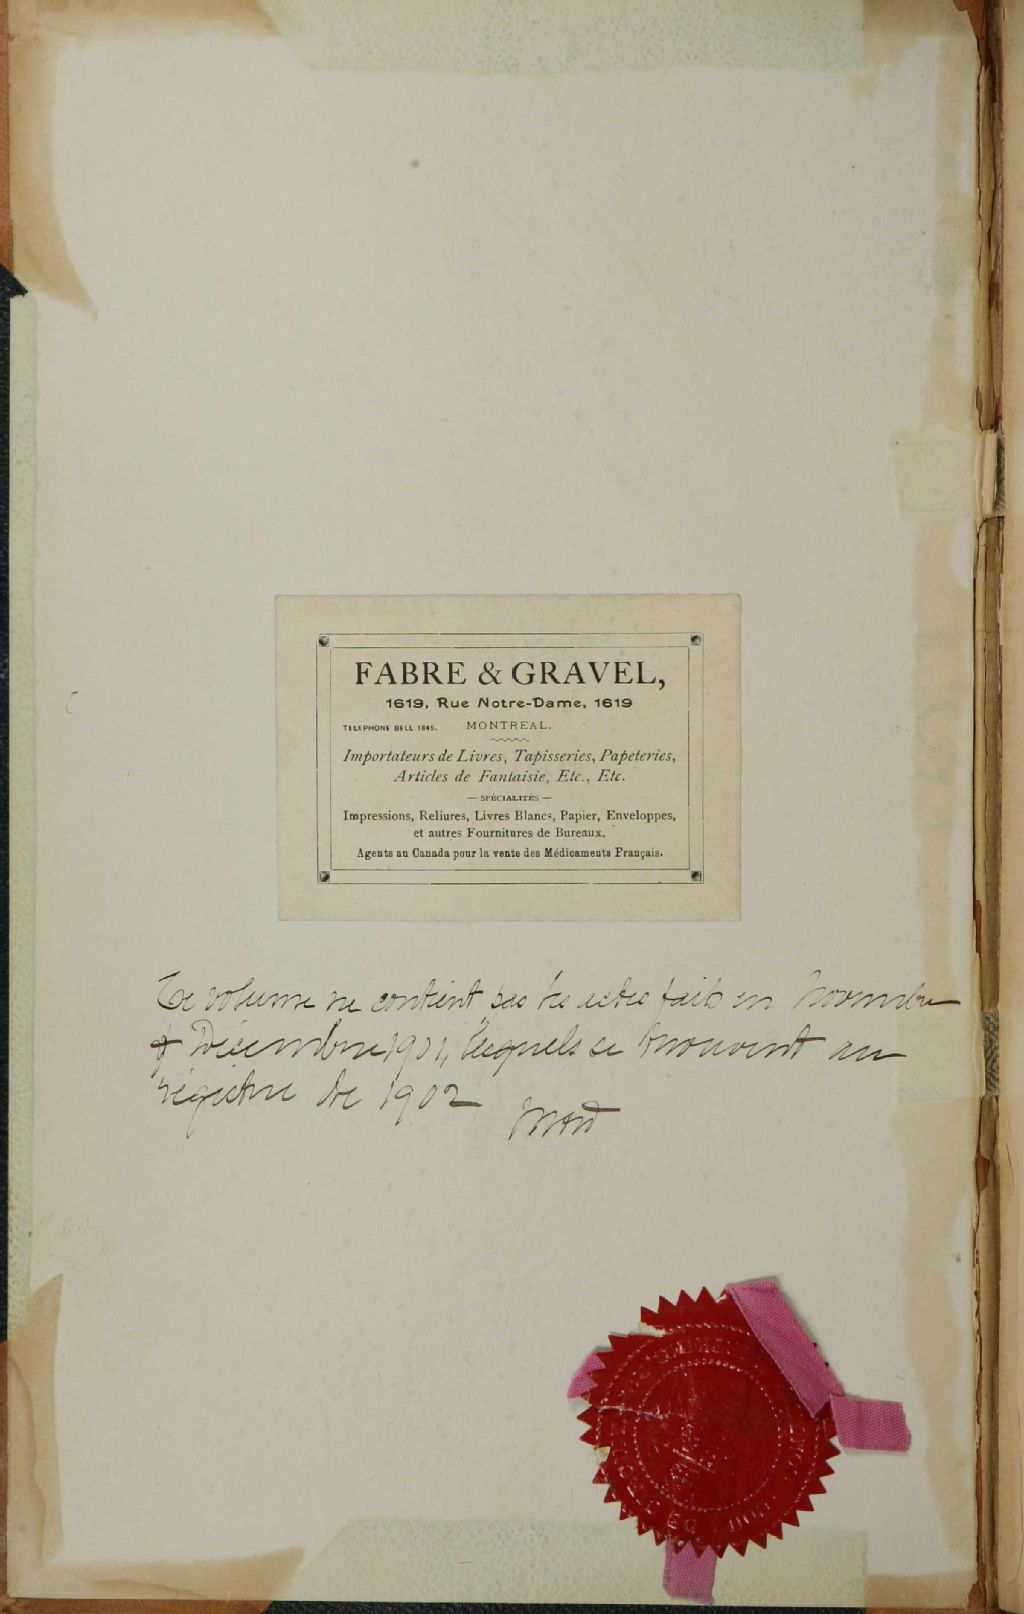 FABRE & GRAVEL,
1619, Rue Notre-Dame, 1619
TELEPHONE BELL 1645. MONTREAL.
Importateurs de Livres, Tapisseries, Papeteries,
Articles de Fantaisie, Etc., Etc.
— SPÉCIALITÉS —
Impressions, Reliures, Livres Blancs, Papier, Enveloppes,
et autres Fournitures de Bureaux.
Agents au Canada pour la vente des Médicaments Français.
Ce volume ne contient pas les actes faits en Novembre
& Décembre 1901, lesquels se trouvent au
régistre de 1902